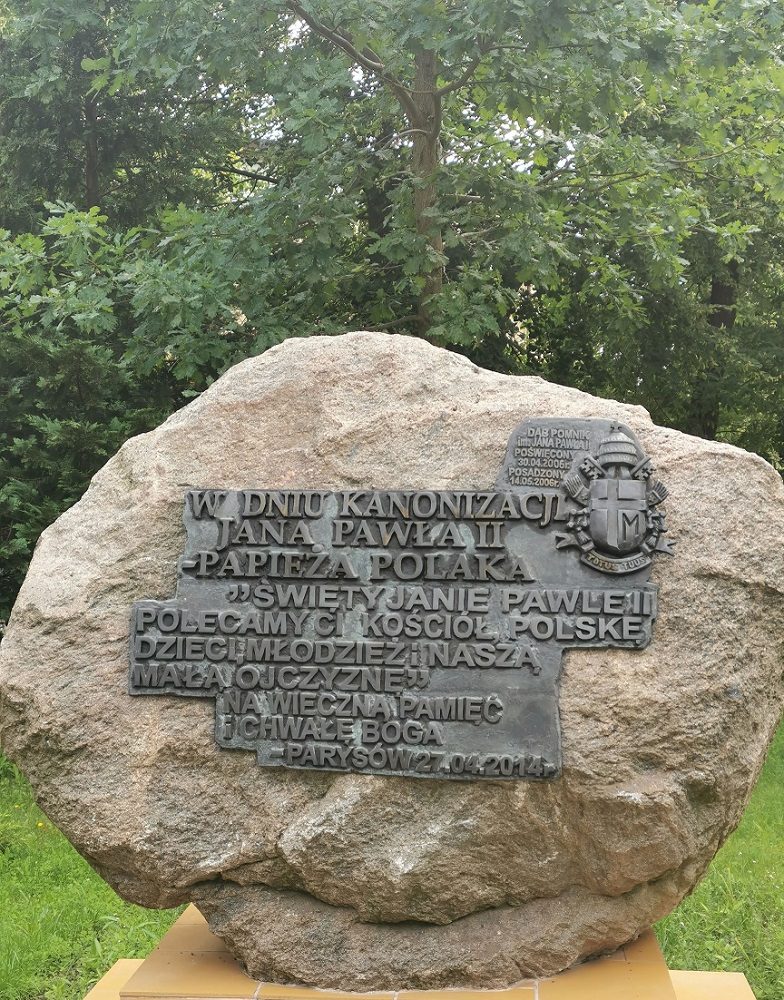 DĄB POMNIK
im. JANA PAWŁA II
POŚWIĘCONY
30.04.2006r.
POSADZONY
14.05.2006r.
W DNIU KANONIZACJI
JANA PAWŁA II
-PAPIEŻA POLAKA
"ŚWIĘTY JANIE PAWLE II
POLECAMY CI KOŚCIÓŁ POLSKI
DZIECI, MŁODZIEŻ i NASZĄ
MAŁĄ OJCZYZNĘ"
NA WIECZNĄ PAMIĘĆ
i CHWAŁĘ BOGA
-PARYSÓW 27.04.2014r.
M
TOTUS TUUS